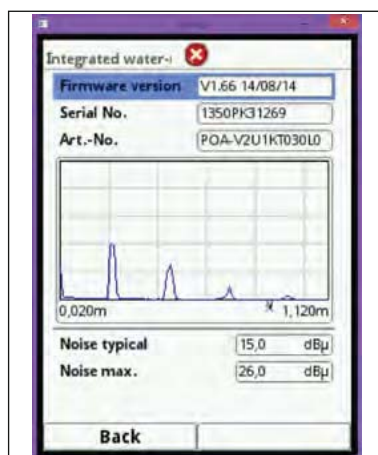 Integrated water-
Firmware version V1.66 14/08/14
Serial No. 1350PK31269
Art.-No. POA-V2U1KT030L0
0,020m 1,120m
Noise typical 15,0 dBµ
Noise max. 26,0 dBµ
Back